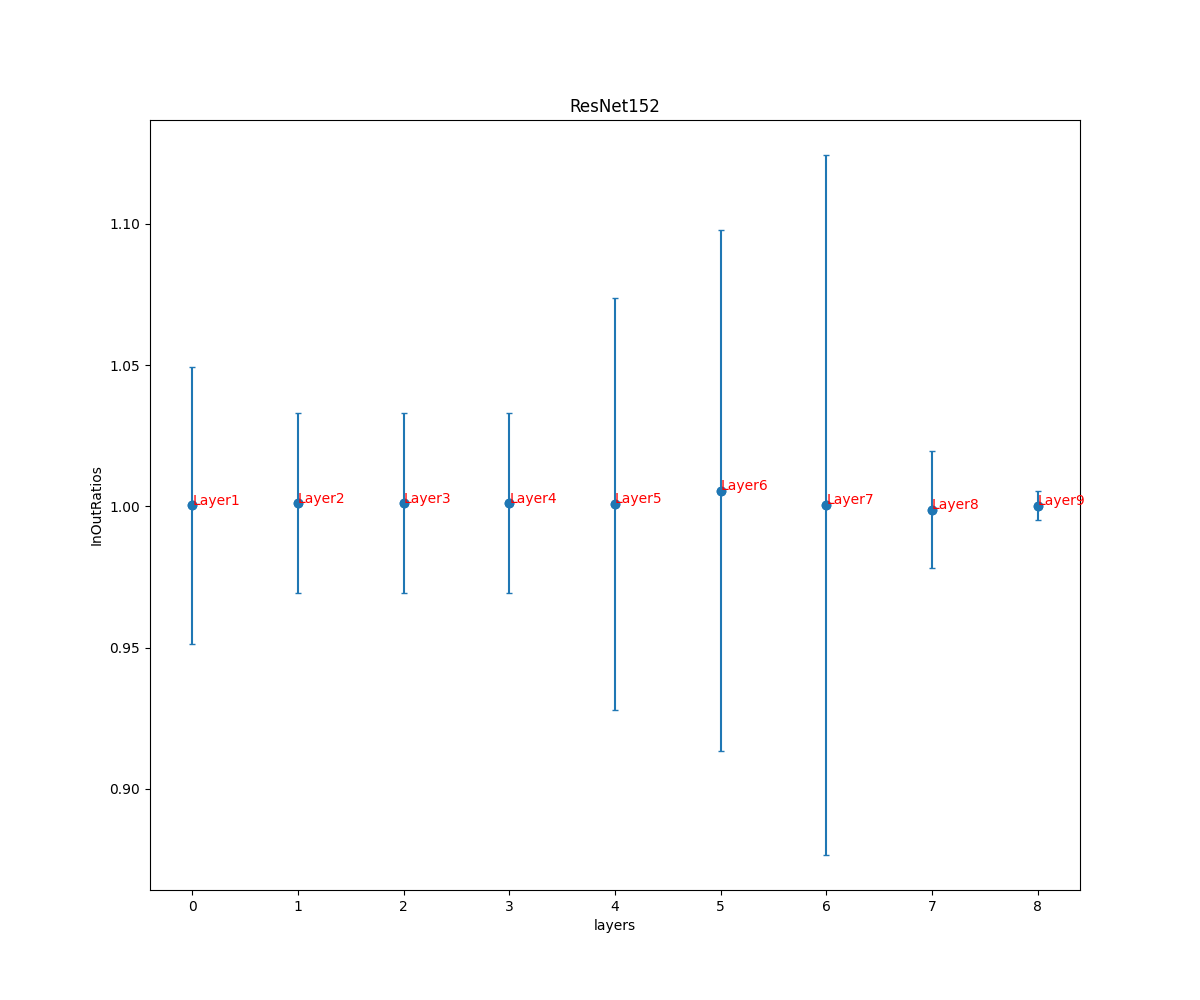 ResNet152
1.10
1.05
1.00
0.95
0.90
InOutRatios
Layer1
Layer2
Layer3
Layer4
Layer5
Layer6
Layer7
Layer8
Layer9
0 1 2 3 4 5 6 7 8
layers